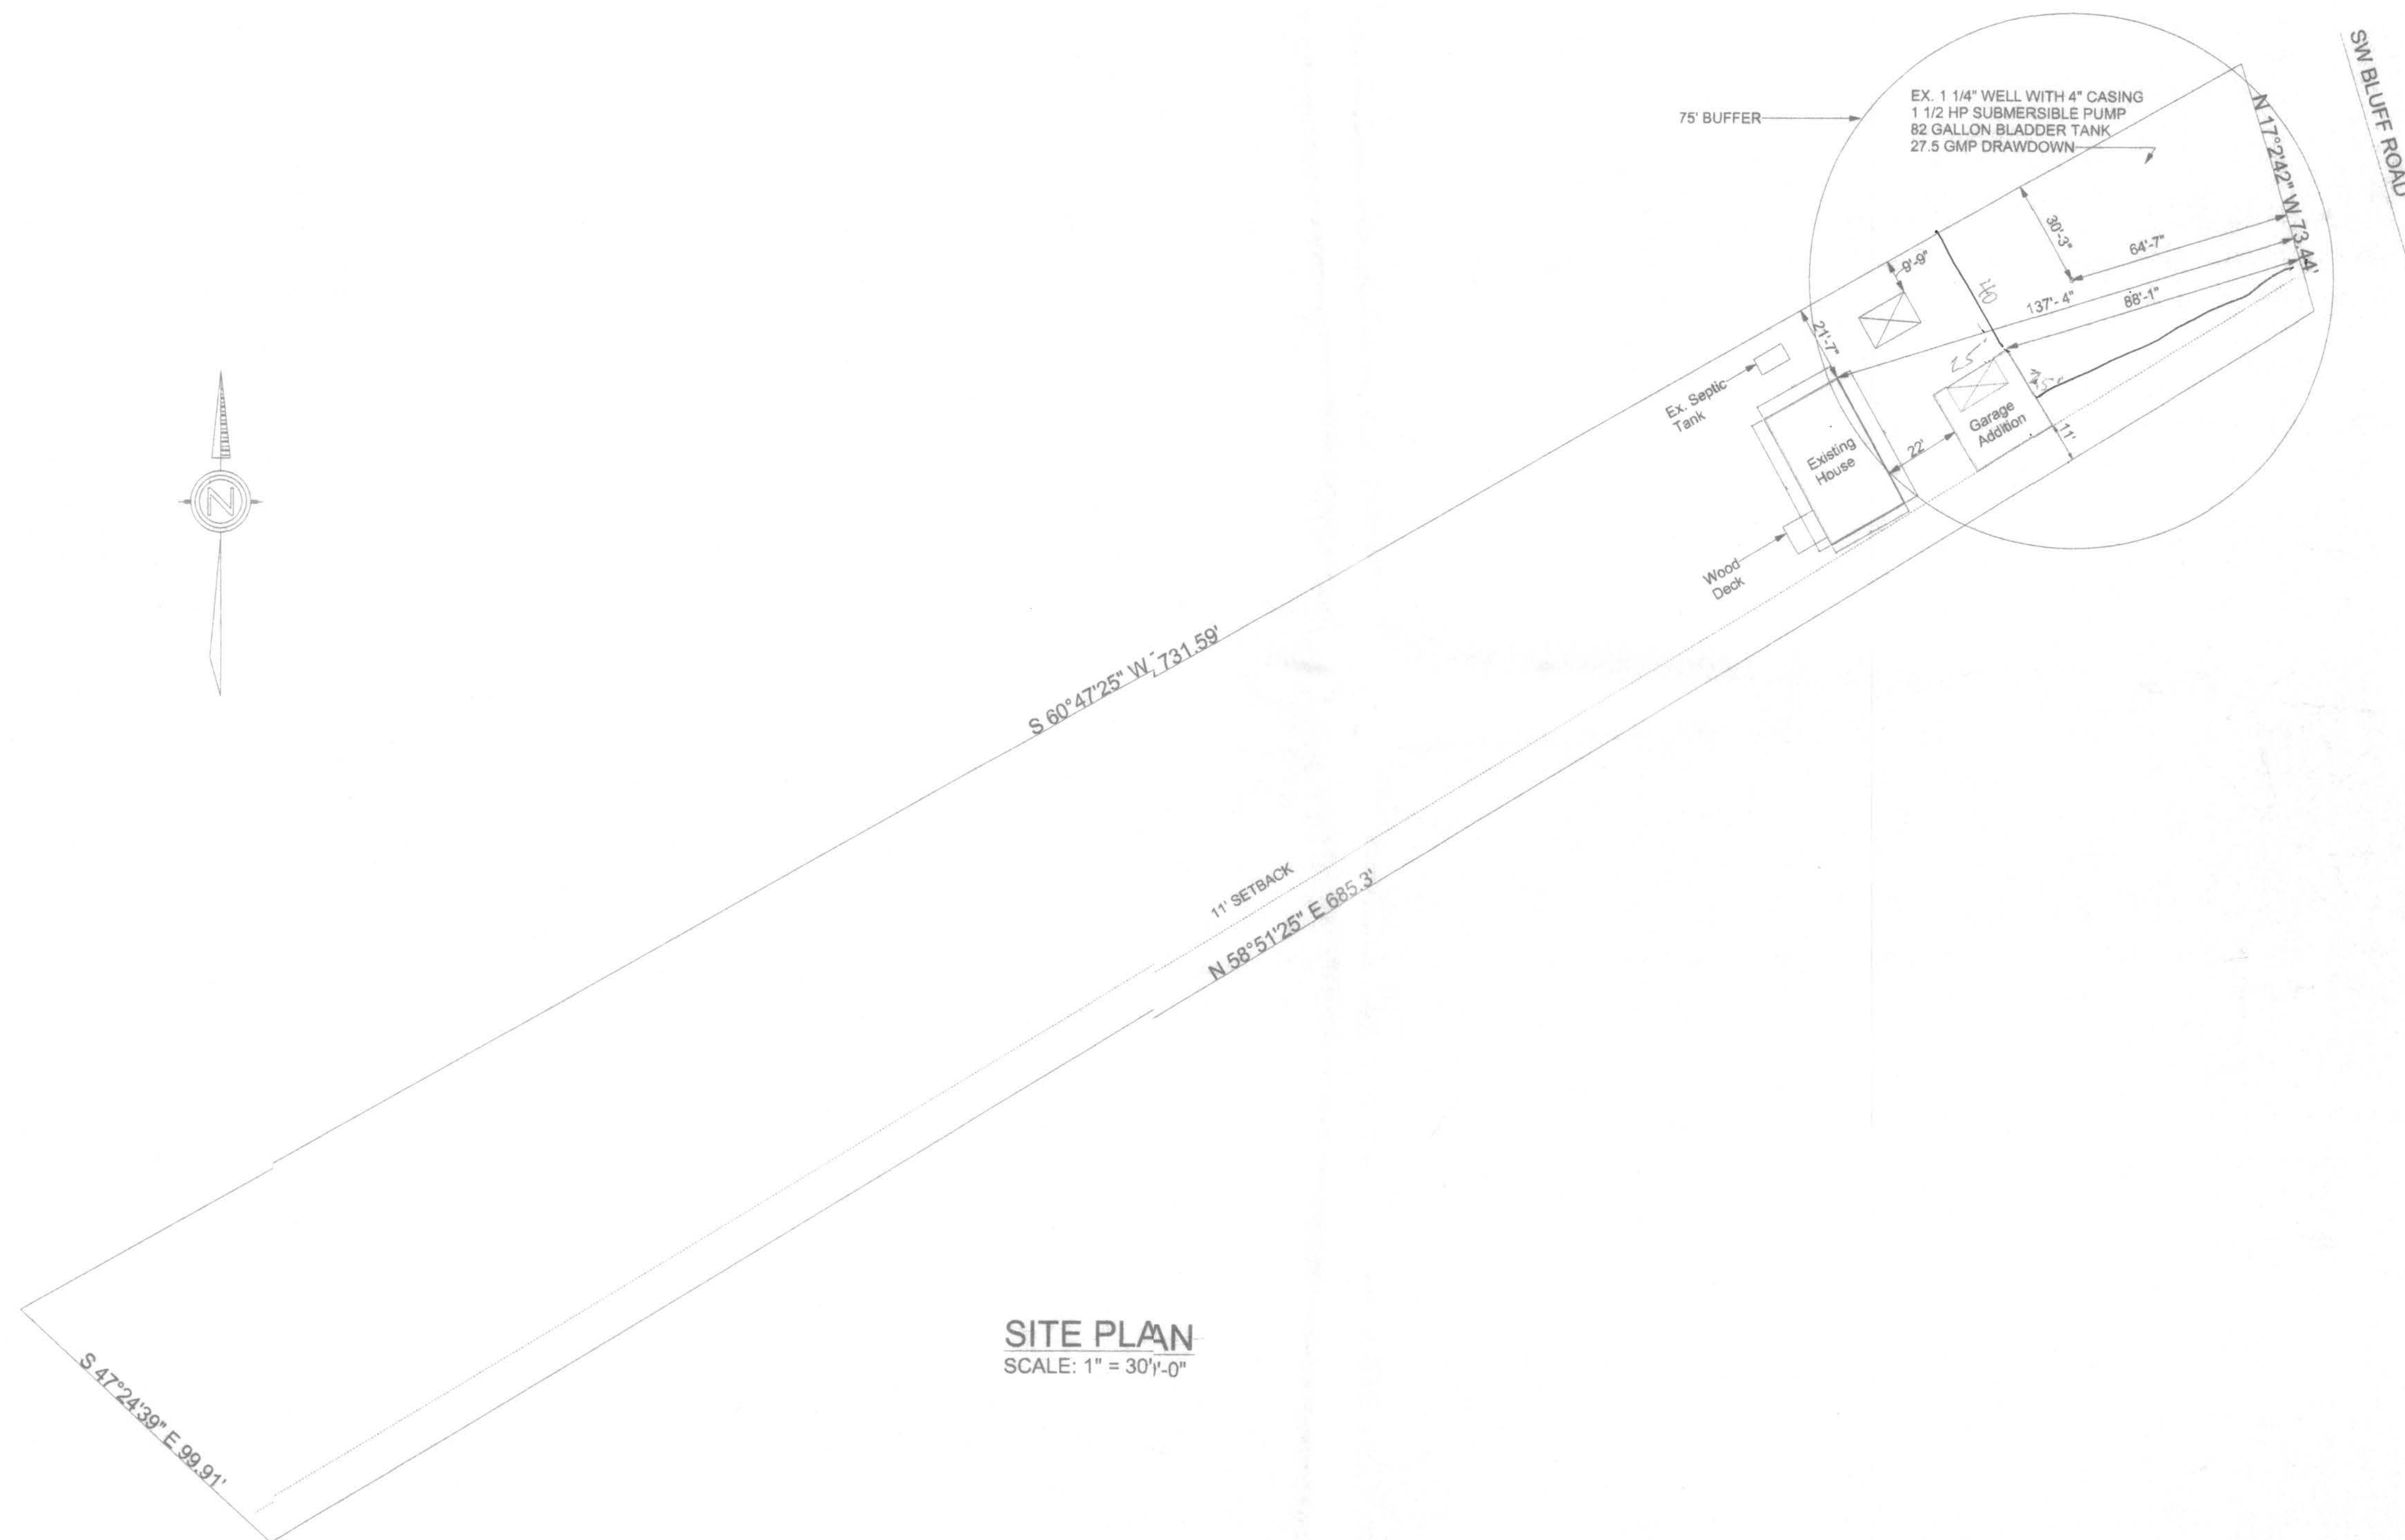 SW BLUFF ROAD
75' BUFFER
EX. 1 1/4" WELL WITH 4" CASING
1 1/2 HP SUBMERSIBLE PUMP
82 GALLON BLADDER TANK
27.5 GMP DRAWDOWN
N 17°2'42" W 73.44'
30'-3"
64'-7"
9'-9"
40
137'-4"
88'-1"
21'-7"
25'
Ex. Septic
Tank
Garage
Addition
11'
22'
Existing
House
Wood
Deck
N
S 60°47'25" W 731.59'
11' SETBACK
N 58°51'25" E 685.3'
SITE PLAN
SCALE: 1" = 30'-0"
S 47°24'39" E 99.91'